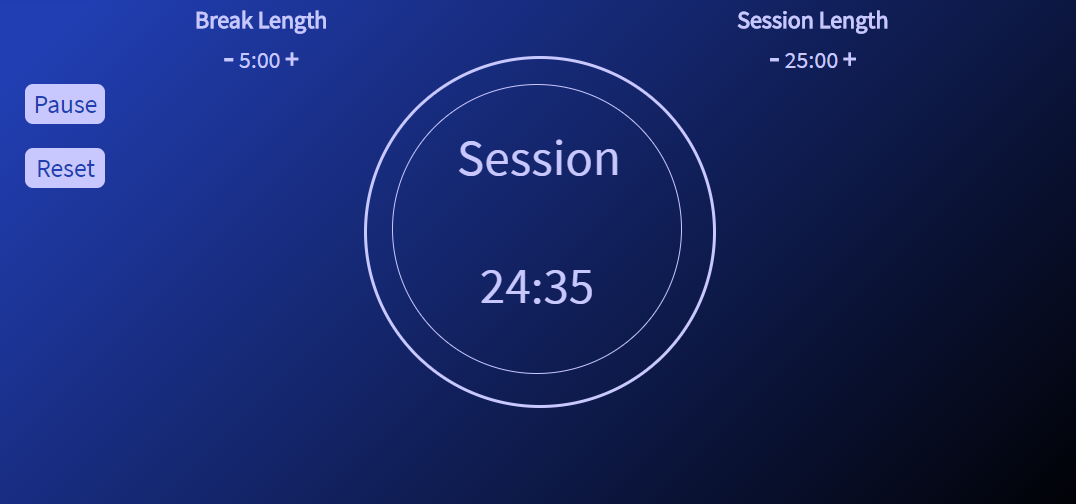 Break Length
- 5:00 +
Session Length
- 25:00 +
Pause
Reset
Session
24:35